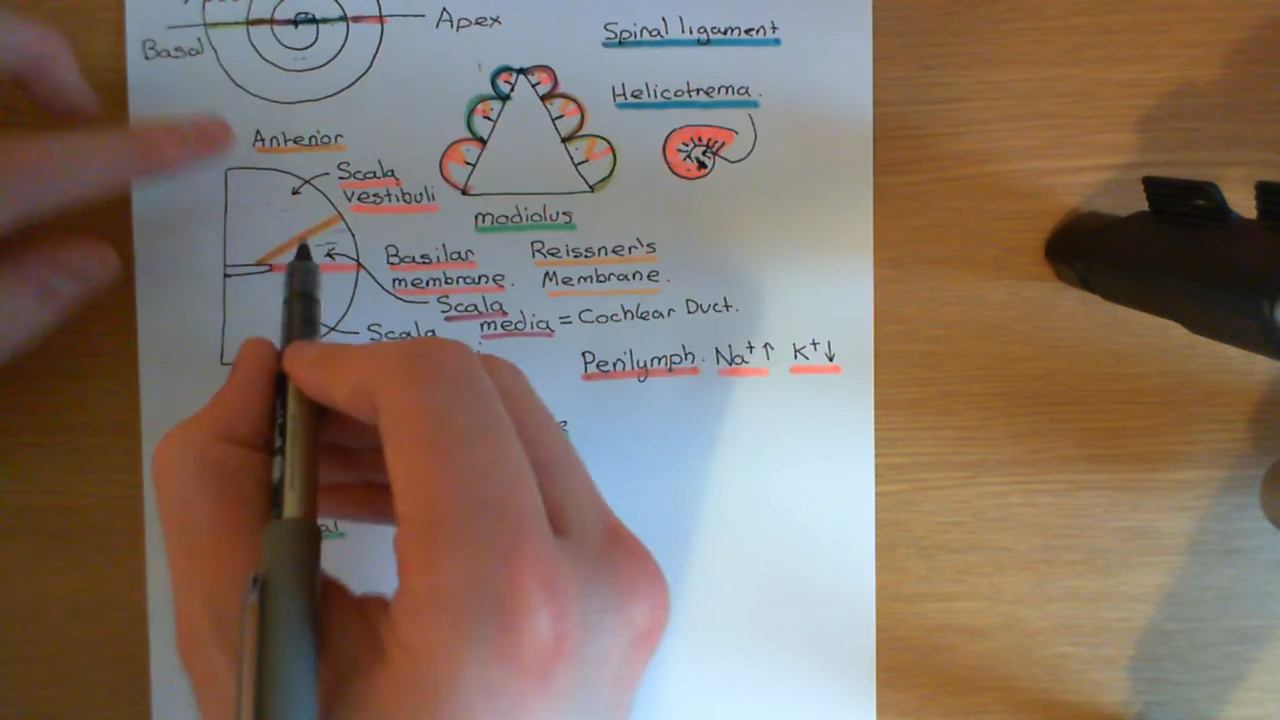 Apex
Basal
Spiral ligament
Helicotrema.
Anterior
Scala
vestibuli
modiolus
Basilar
membrane.
Reissner's
Membrane.
Scala
media = Cochlear Duct.
Scala
Perilymph. Na+↑ K+↓